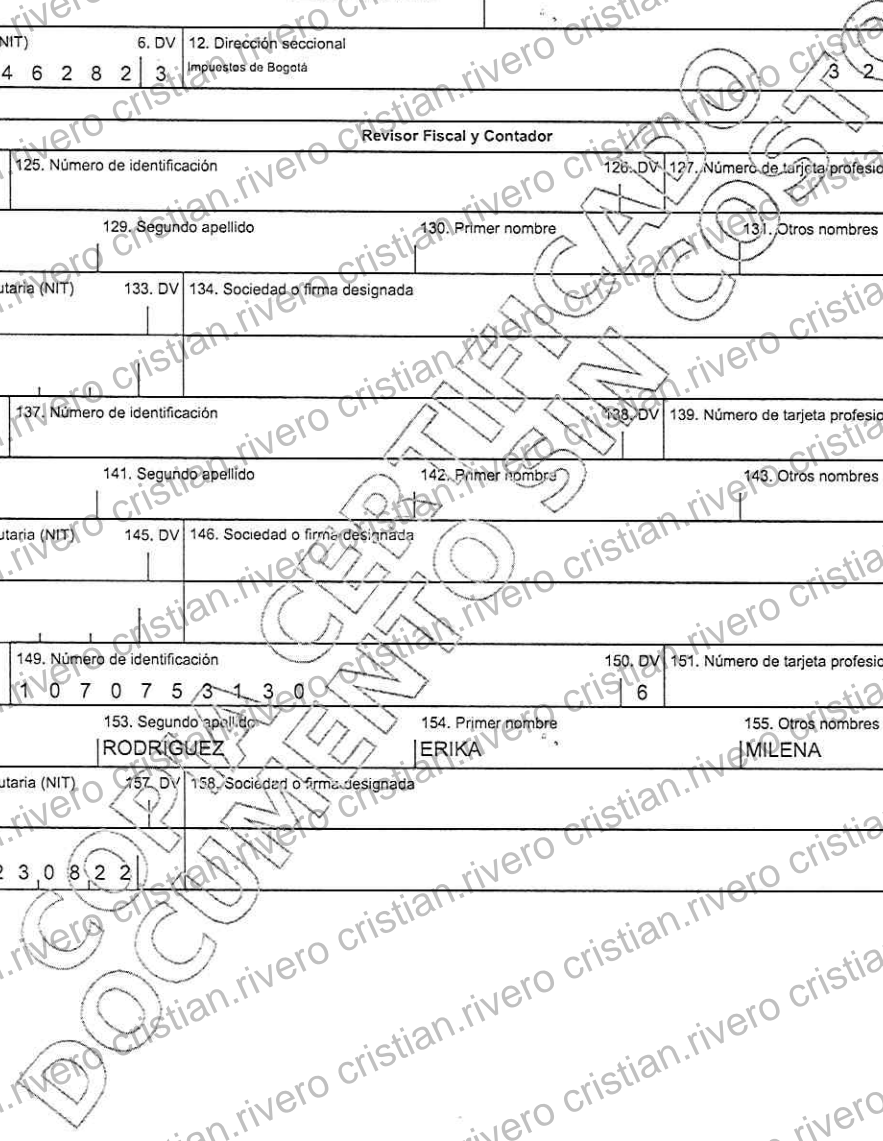 NIT) 6. DV 12. Dirección seccional
4 6 2 8 2 3 Impuestos de Bogotá 3 2
Revisor Fiscal y Contador
125. Número de identificación 126. DV 127. Número de tarjeta profesio
129. Segundo apellido 130. Primer nombre 131. Otros nombres
utaria (NIT) 133. DV 134. Sociedad o firma designada
137. Número de identificación 138. DV 139. Número de tarjeta profesio
141. Segundo apellido 142. Primer nombre 143. Otros nombres
utaria (NIT) 145. DV 146. Sociedad o firma designada
149. Número de identificación 150. DV 151. Número de tarjeta profesio
1 0 7 0 7 5 3 1 3 0 6
153. Segundo apellido 154. Primer nombre 155. Otros nombres
RODRIGUEZ ERIKA MILENA
utaria (NIT) 157. DV 158. Sociedad o firma designada
2 3 0 8 2 2
COPIA CERTIFICADO
DOCUMENTO SIN COSTO
cristian.rivero cristian.rivero cristian.rivero